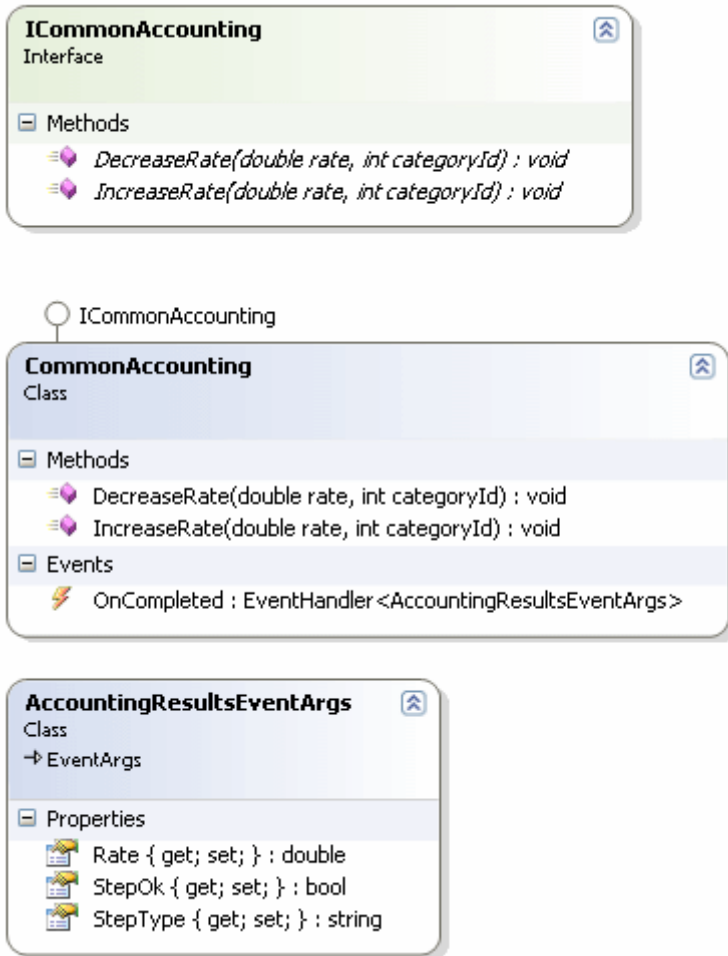 ICommonAccounting
Interface
Methods
DecreaseRate(double rate, int categoryId) : void
IncreaseRate(double rate, int categoryId) : void
ICommonAccounting
CommonAccounting
Class
Methods
DecreaseRate(double rate, int categoryId) : void
IncreaseRate(double rate, int categoryId) : void
Events
OnCompleted : EventHandler<AccountingResultsEventArgs>
AccountingResultsEventArgs
Class
EventArgs
Properties
Rate { get; set; } : double
StepOk { get; set; } : bool
StepType { get; set; } : string